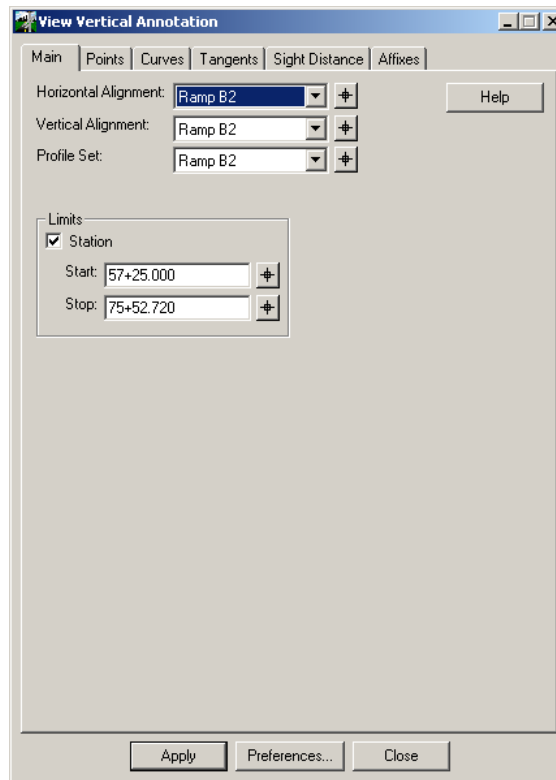 View Vertical Annotation
Main Points Curves Tangents Sight Distance Affixes
Horizontal Alignment: Ramp B2 Help
Vertical Alignment: Ramp B2
Profile Set: Ramp B2
Limits
Station
Start: 57+25.000
Stop: 75+52.720
Apply Preferences... Close